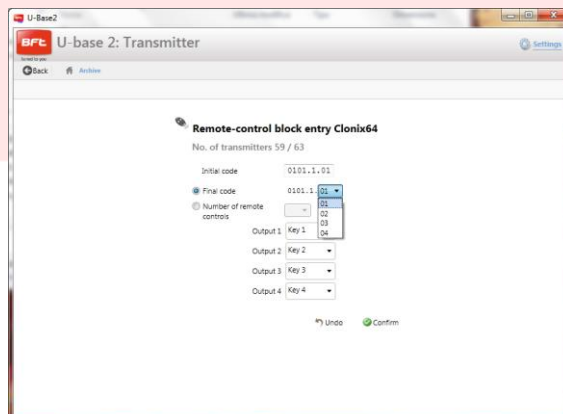 U-Base2
BFT U-base 2: Transmitter
Settings
Back Archive
Remote-control block entry Clonix64
No. of transmitters 59 / 63
Initial code 0101.1.01
Final code 0101.1. 01
Number of remote
controls
01
02
03
04
Output 1 Key 1
Output 2 Key 2
Output 3 Key 3
Output 4 Key 4
Undo Confirm